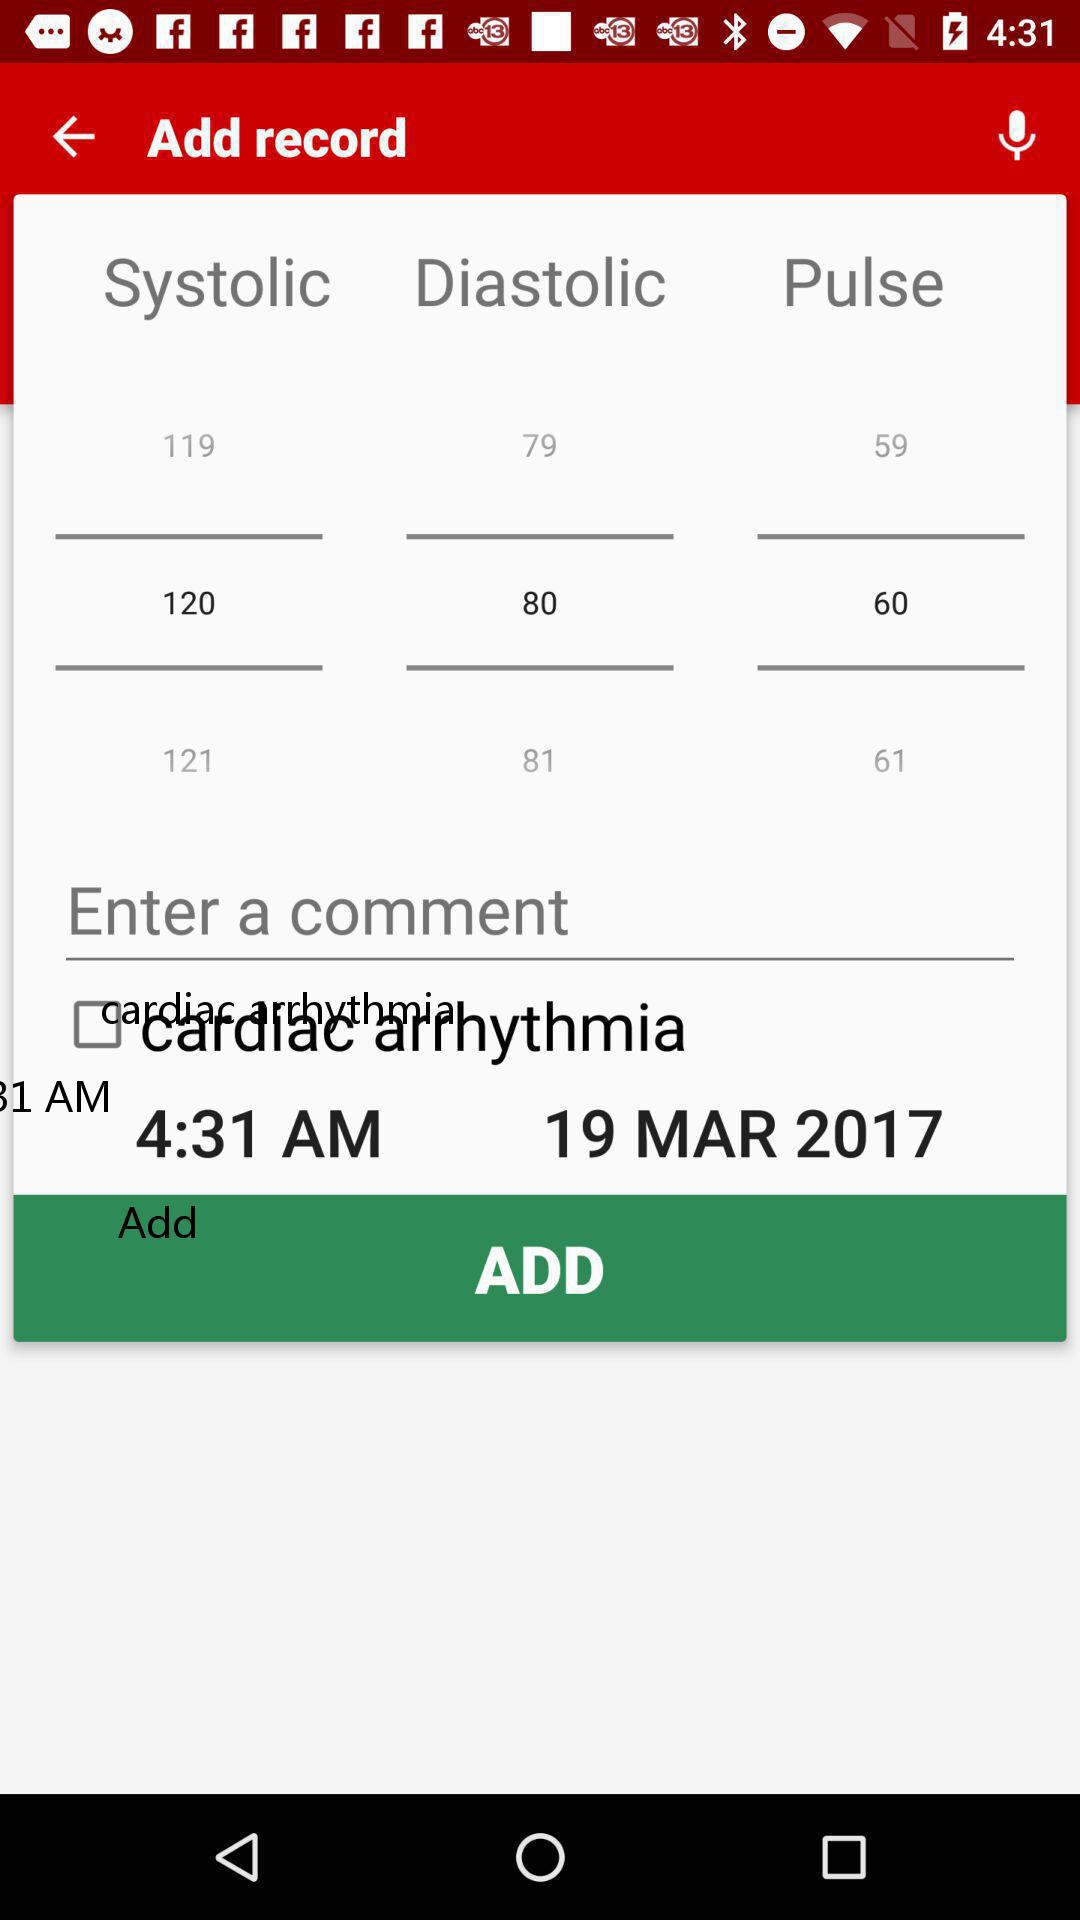 4:31
Add record
Systolic Diastolic Pulse
119 79 59
120 80 60
121 81 61
Enter a comment
cardiac arrhythmia
cardiac arrhythmia
31 AM
4:31 AM 19 MAR 2017
Add
ADD